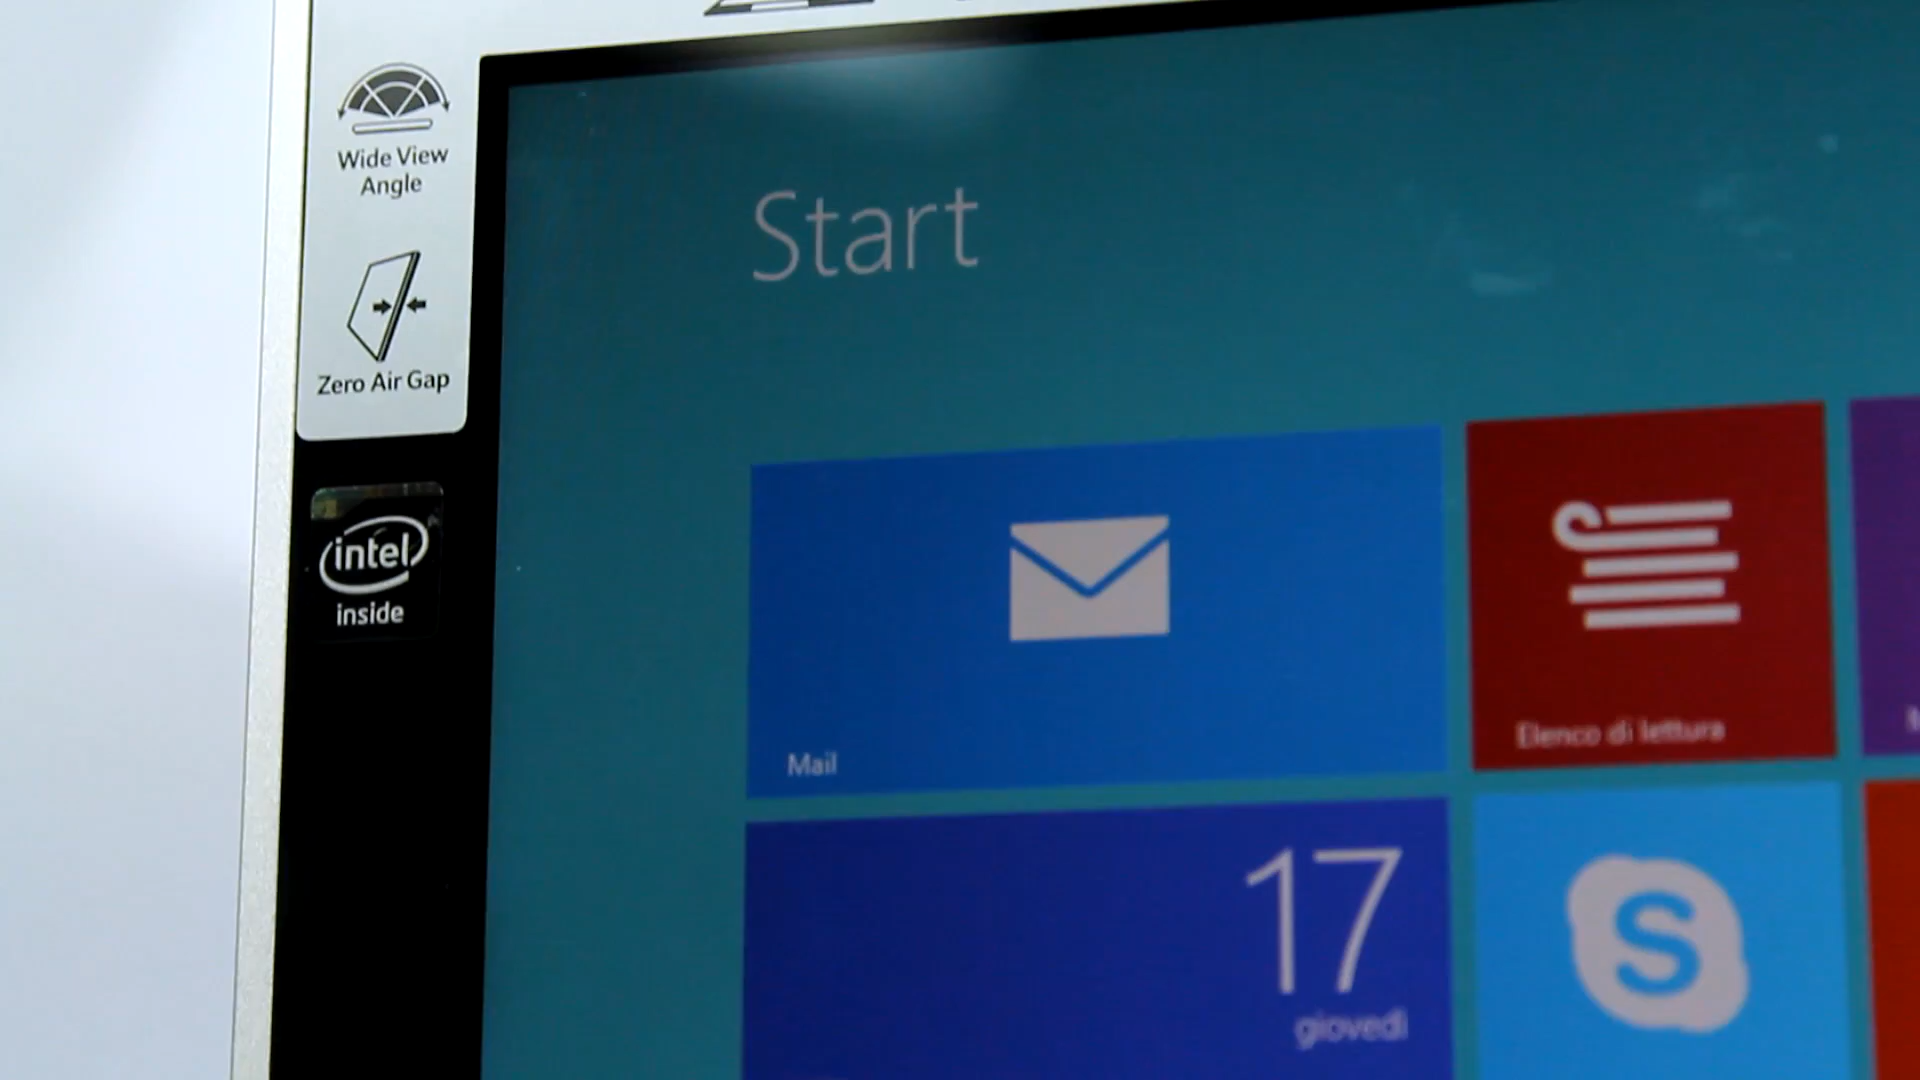 Wide View
Angle
Zero Air Gap
intel
inside
Start
Mail
Elenco di lettura
17
giovedì
S